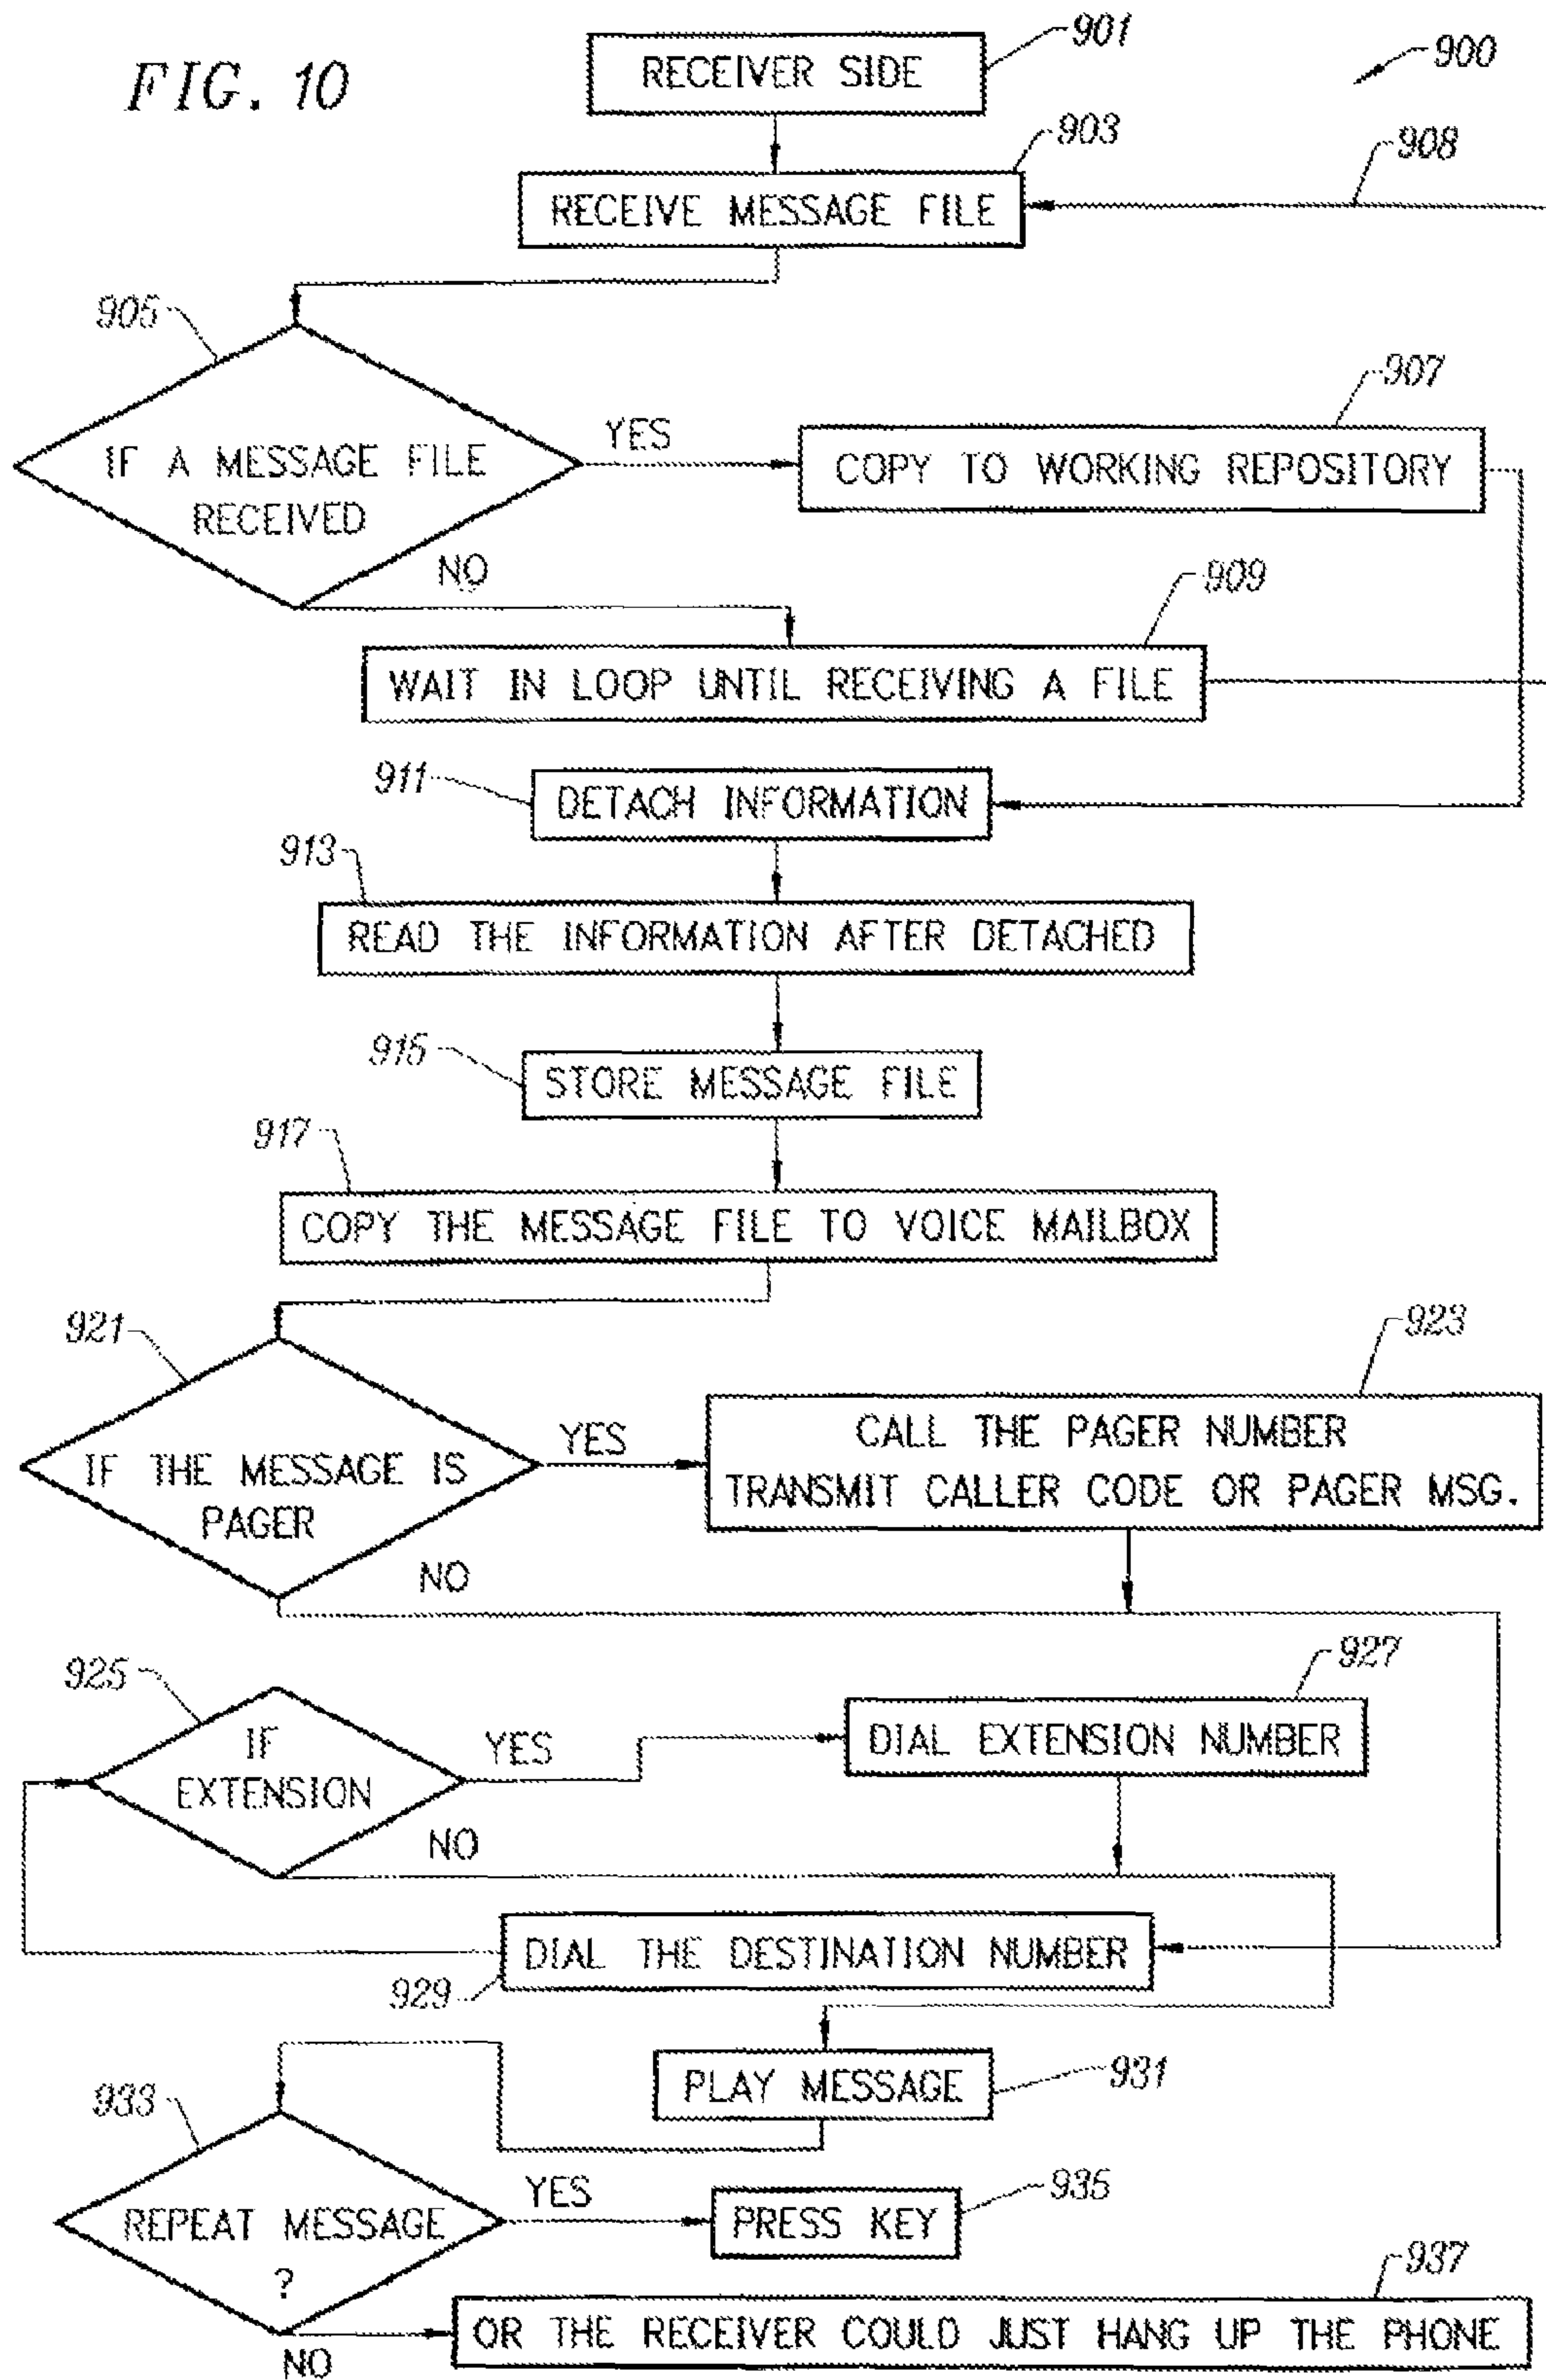 FIG. 10
901
RECEIVER SIDE
900
903
908
RECEIVE MESSAGE FILE
905
907
IF A MESSAGE FILE
RECEIVED
YES
COPY TO WORKING REPOSITORY
NO
909
WAIT IN LOOP UNTIL RECEIVING A FILE
911
DETACH INFORMATION
913
READ THE INFORMATION AFTER DETACHED
915
STORE MESSAGE FILE
917
COPY THE MESSAGE FILE TO VOICE MAILBOX
921
923
IF THE MESSAGE IS
PAGER
YES
CALL THE PAGER NUMBER
TRANSMIT CALLER CODE OR PAGER MSG.
NO
925
927
IF
EXTENSION
YES
DIAL EXTENSION NUMBER
NO
DIAL THE DESTINATION NUMBER
929
PLAY MESSAGE
931
933
REPEAT MESSAGE
?
YES
PRESS KEY
935
937
NO
OR THE RECEIVER COULD JUST HANG UP THE PHONE